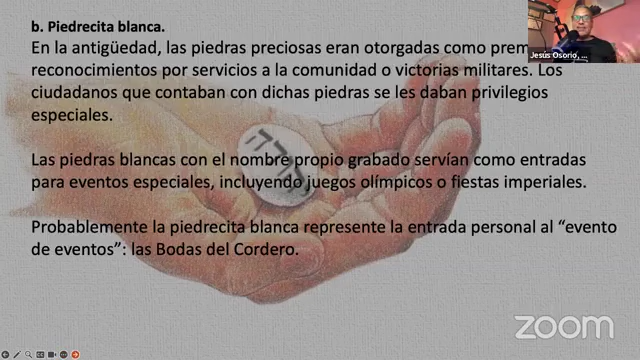 b. Piedrecita blanca.
En la antigüedad, las piedras preciosas eran otorgadas como
reconocimientos por servicios a la comunidad o victorias militares. Los
ciudadanos que contaban con dichas piedras se les daban privilegios
especiales.
Las piedras blancas con el nombre propio grabado servían como entradas
para eventos especiales, incluyendo juegos olímpicos o fiestas imperiales.
Probablemente la piedrecita blanca represente la entrada personal al “evento
de eventos”: las Bodas del Cordero.
Jesús Osorio, ...
zoom